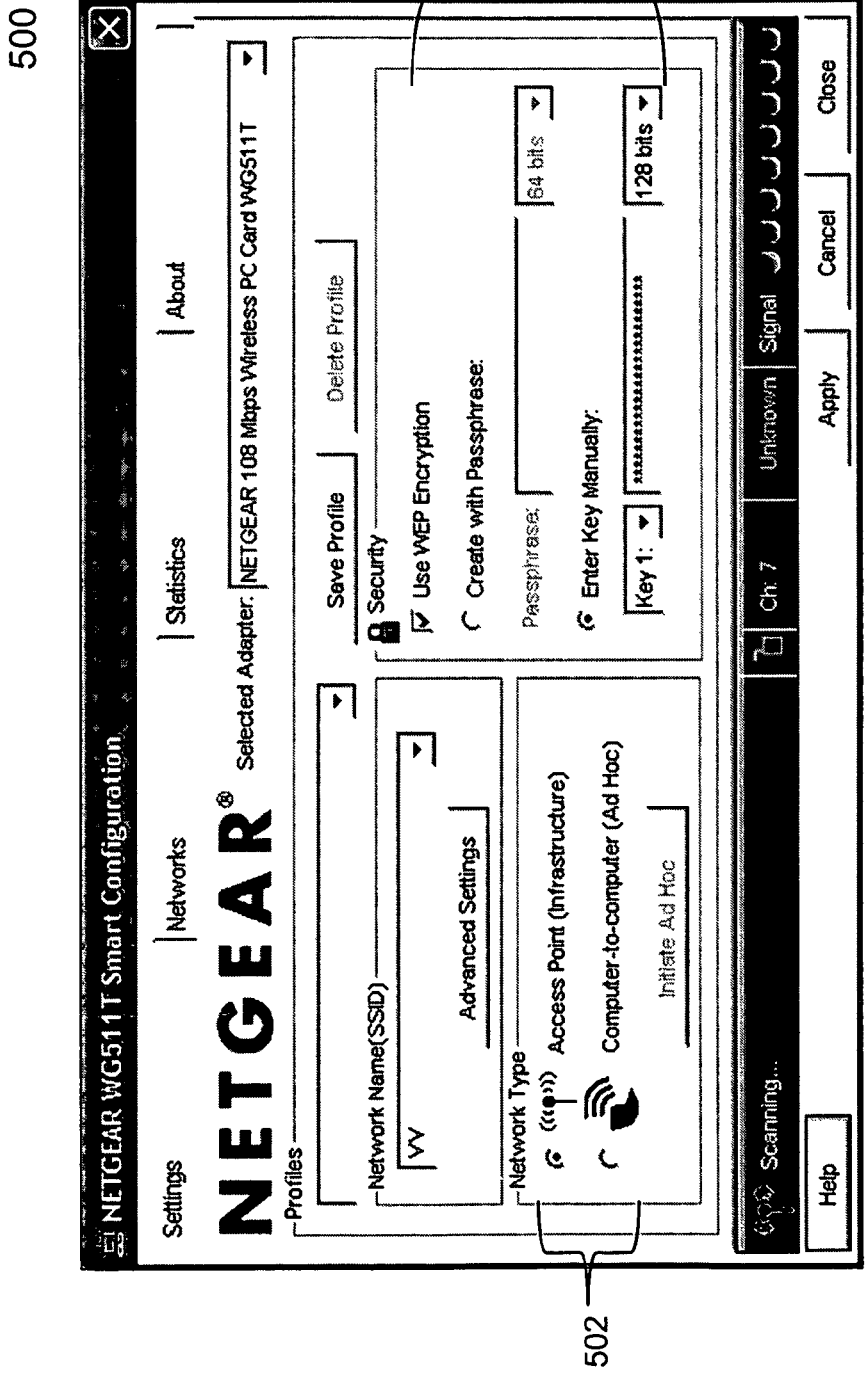 500
NETGEAR WG511T Smart Configuration
Settings Networks Statistics About
NETGEAR® Selected Adapter: NETGEAR 108 Mbps Wireless PC Card WG511T
Profiles
Save Profile Delete Profile
Network Name(SSID)
VV
Advanced Settings
Security
Use WEP Encryption
Create with Passphrase:
Passphrase: 64 bits
Enter Key Manually:
Key 1: ************************** 128 bits
Network Type
Access Point (Infrastructure)
Computer-to-computer (Ad Hoc)
Initiate Ad Hoc
502
Scanning... Ch: 7 Unknown Signal
Help Apply Cancel Close